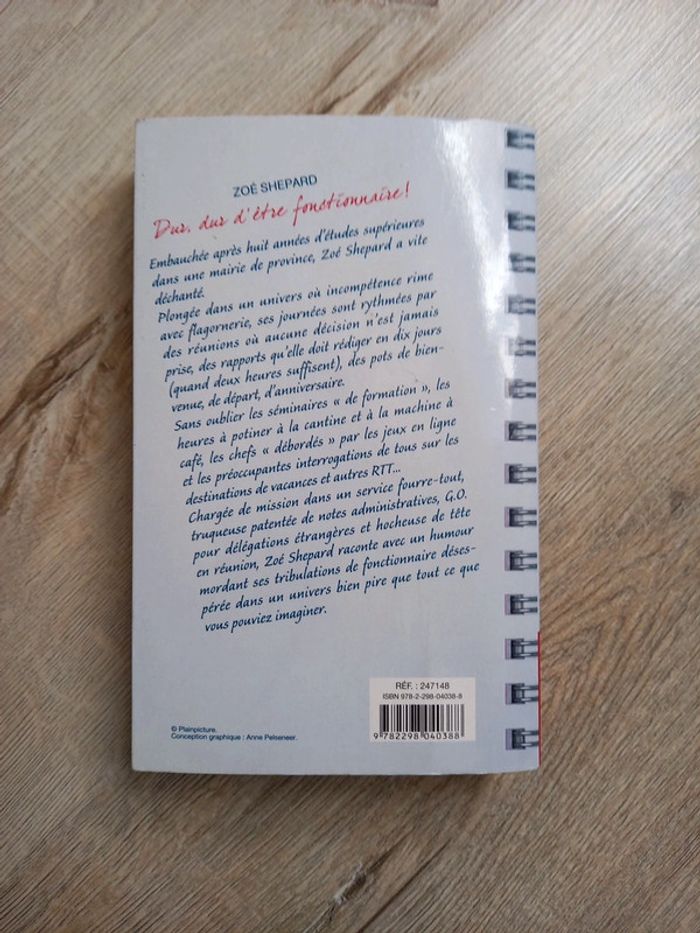 ZOÉ SHEPARD
Dur, dur d'être fonctionnaire !
Embauchée après huit années d'études supérieures
dans une mairie de province, Zoé Shepard a vite
déchanté.
Plongée dans un univers où incompétence rime
avec flagornerie, ses journées sont rythmées par
des réunions où aucune décision n'est jamais
prise, des rapports qu'elle doit rédiger en dix jours
(quand deux heures suffisent), des pots de bien-
venue, de départ, d'anniversaire.
Sans oublier les séminaires « de formation », les
heures à potiner à la cantine et à la machine à
café, les chefs « débordés » par les jeux en ligne
et les préoccupantes interrogations de tous sur les
destinations de vacances et autres RTT...
Chargée de mission dans un service fourre-tout,
truqueuse patentée de notes administratives, G.O.
pour délégations étrangères et hocheuse de tête
en réunion, Zoé Shepard raconte avec un humour
mordant ses tribulations de fonctionnaire déses-
pérée dans un univers bien pire que tout ce que
vous pouviez imaginer.
RÉF. : 247148
ISBN 978-2-298-04038-8
9 782298 040388
© Plainpicture.
Conception graphique : Anne Pelseneer.